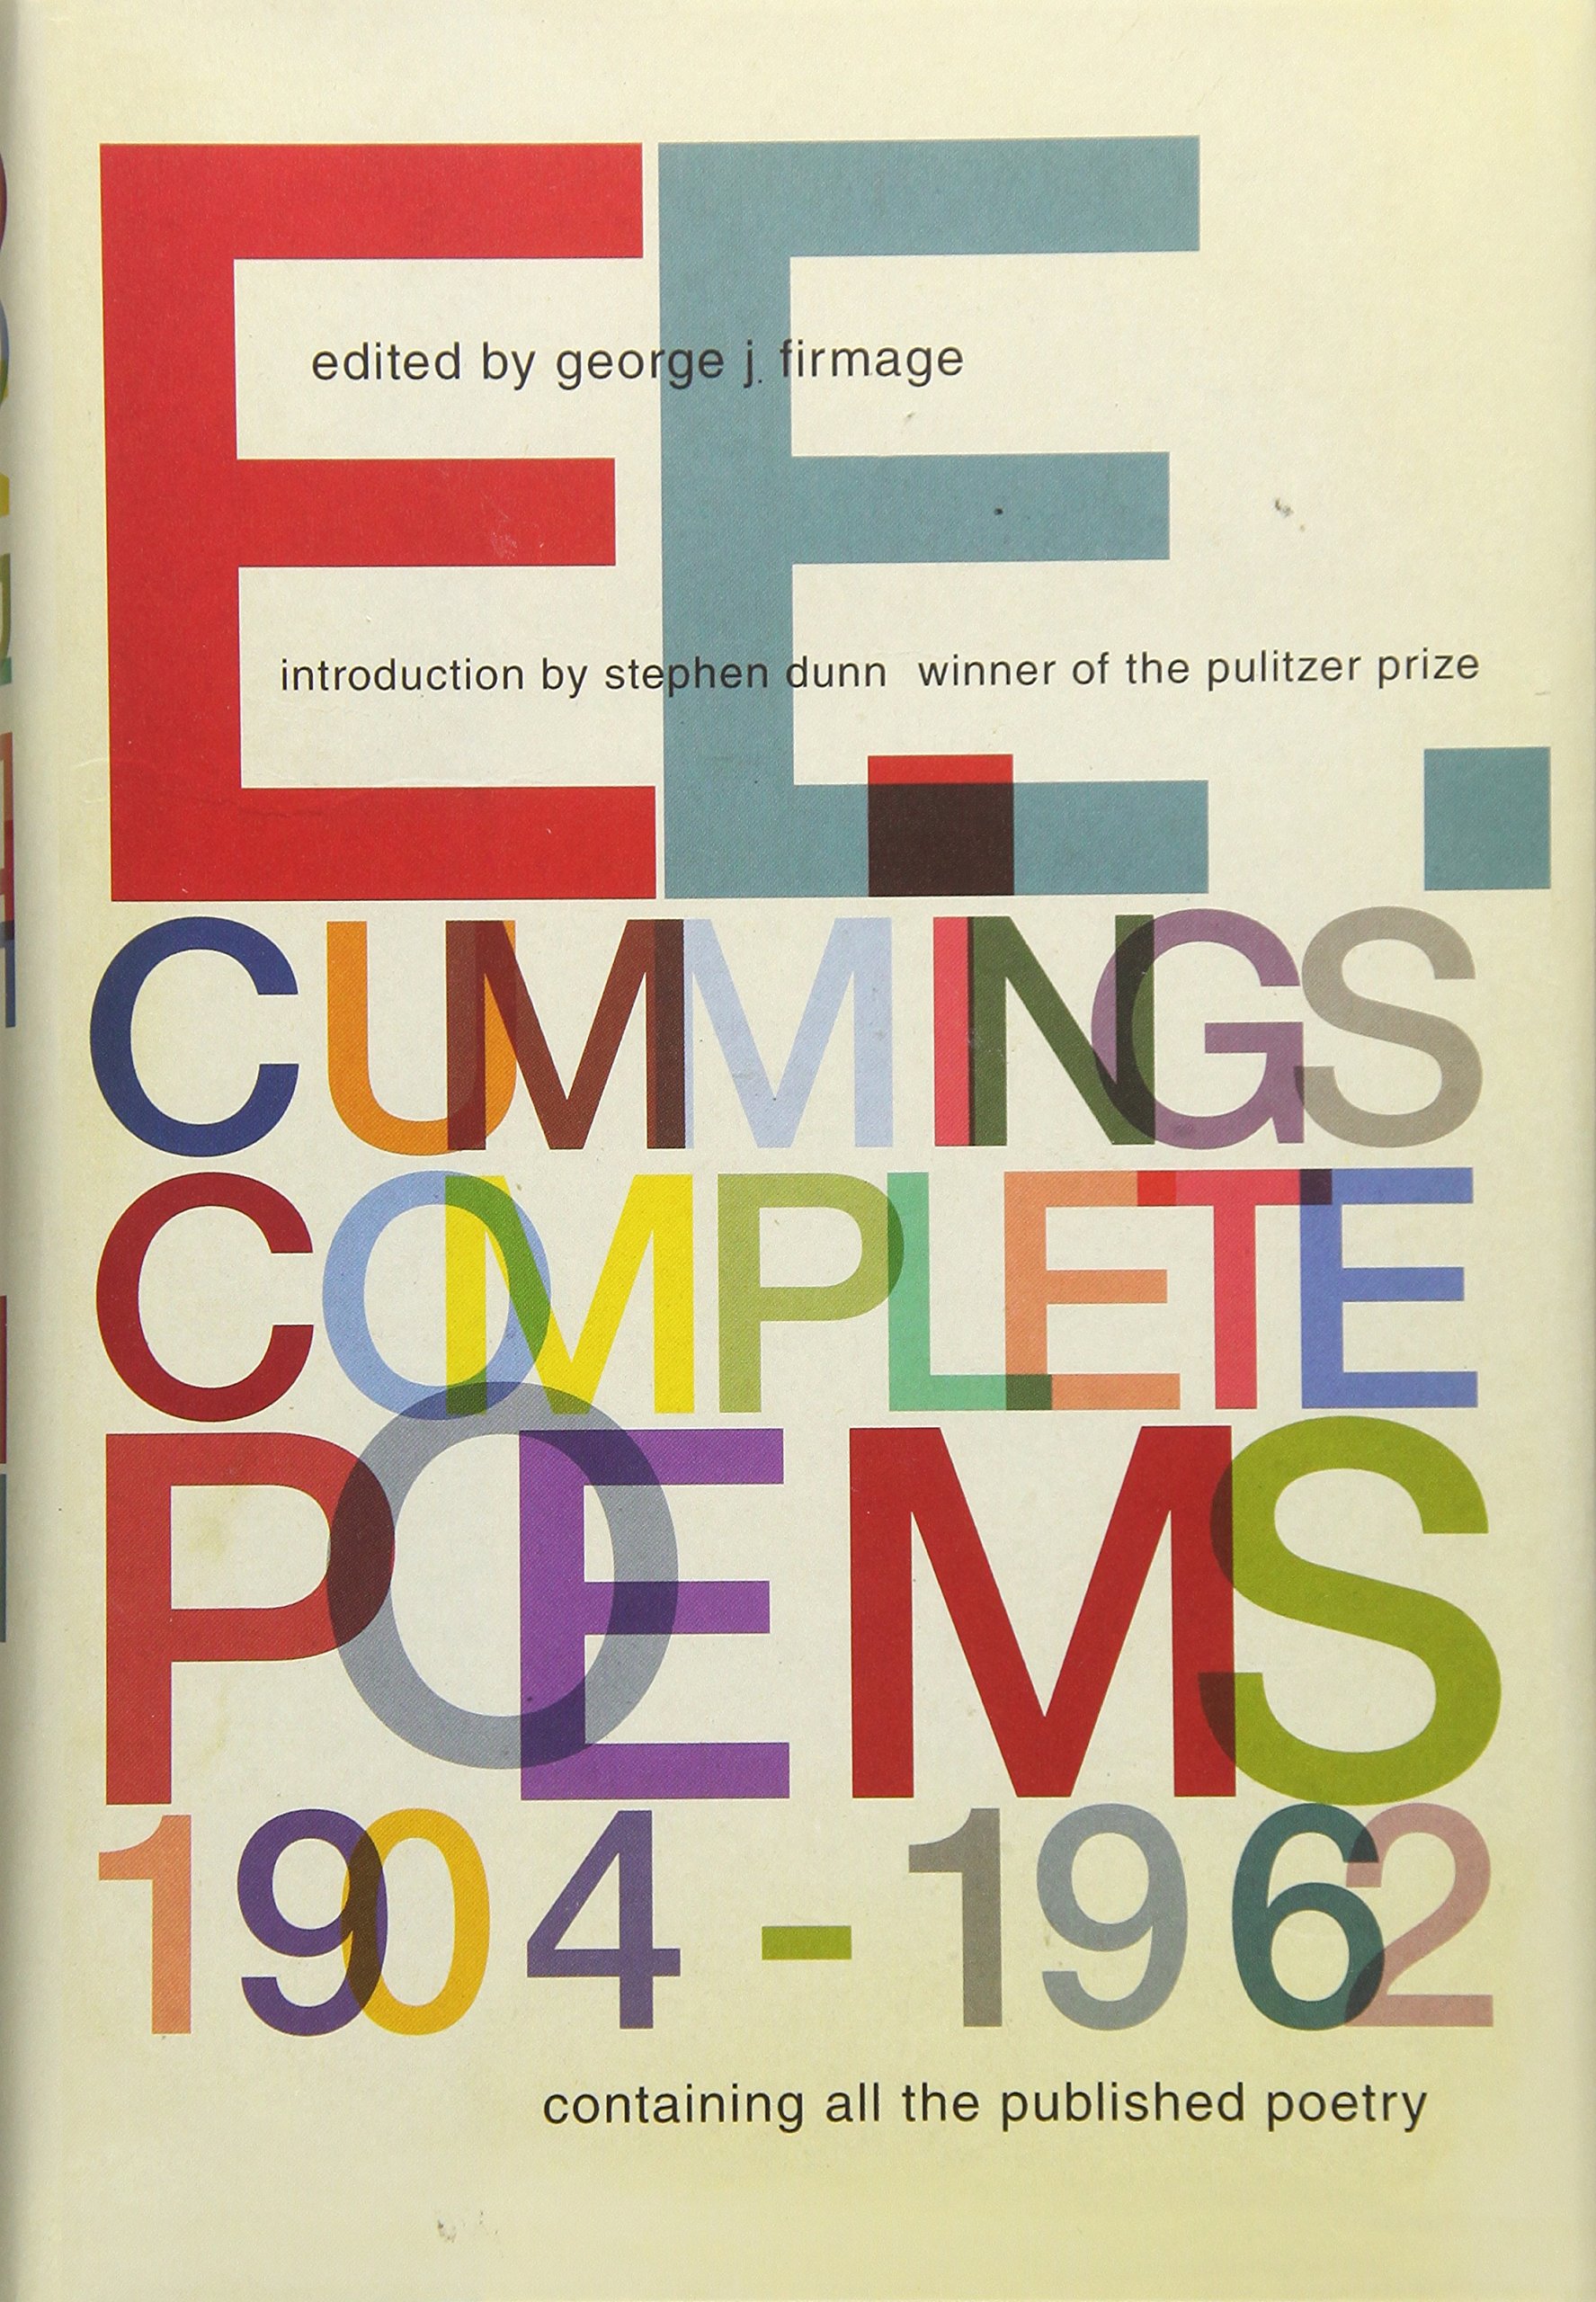 E.E.
edited by george j. firmage
introduction by stephen dunn winner of the pulitzer prize
CUMMINGS
COMPLETE
POEMS
1904-1962
containing all the published poetry